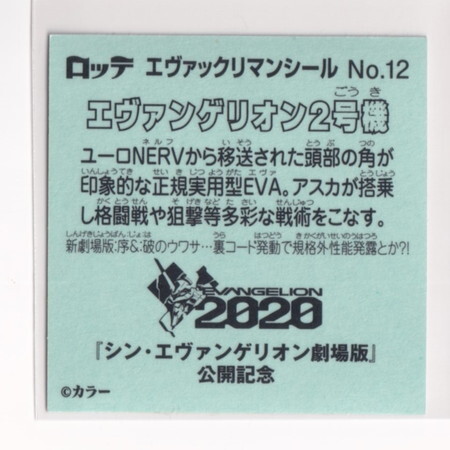 ロッテ エヴァックリマンシール No.12
ごうき
エヴァンゲリオン2号機
ネルフ いそう とうぶ つの
ユーロNERVから移送された頭部の角が
いんしょうてき せいきじつようがたエヴァ とうじょう
印象的な正規実用型EVA。アスカが搭乗
かくとうせん そげきなどたさい せんじゅつ
し格闘戦や狙撃等多彩な戦術をこなす。
しんげきじょうばん:じょ:は うら はつどう きかくがいせいのうはつろ
新劇場版:序&:破のウワサ…裏コード発動で規格外性能発露とか?!
EVANGELION
2020
『シン・エヴァンゲリオン劇場版』
公開記念
©カラー